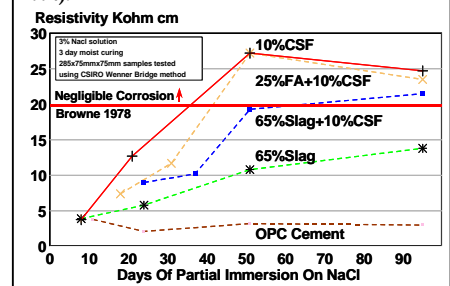 Resistivity Kohm cm
30
25
20
15
10
5
0
3% Nacl solution
3 day moist curing
285x75mmx75mm samples tested
using CSIRO Wenner Bridge method
Negligible Corrosion
Browne 1978
10%CSF
25%FA+10%CSF
65%Slag+10%CSF
65%Slag
OPC Cement
0 10 20 30 40 50 60 70 80 90
Days Of Partial Immersion On NaCl